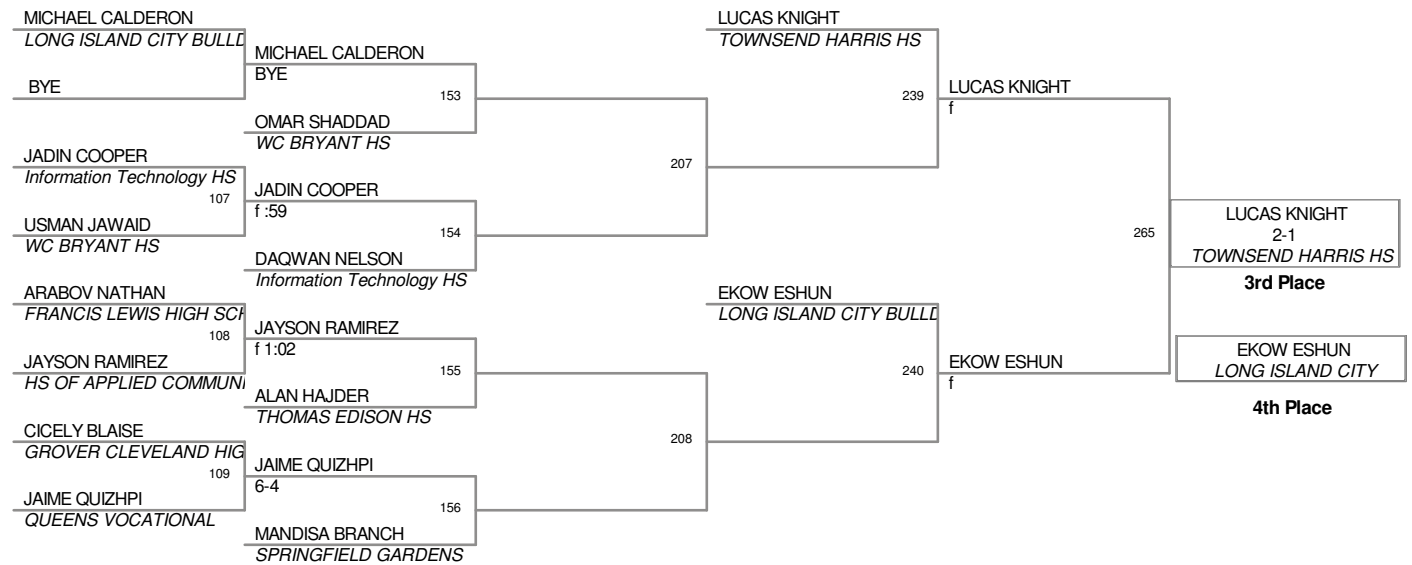 MICHAEL CALDERON
LONG ISLAND CITY BULLD
BYE
JADIN COOPER
Information Technology HS
107
USMAN JAWAID
WC BRYANT HS
ARABOV NATHAN
FRANCIS LEWIS HIGH SCH
108
JAYSON RAMIREZ
HS OF APPLIED COMMUNI
CICELY BLAISE
GROVER CLEVELAND HIG
109
JAIME QUIZHPI
QUEENS VOCATIONAL
MICHAEL CALDERON
BYE
153
OMAR SHADDAD
WC BRYANT HS
JADIN COOPER
f :59
154
DAQWAN NELSON
Information Technology HS
JAYSON RAMIREZ
f 1:02
155
ALAN HAJDER
THOMAS EDISON HS
JAIME QUIZHPI
6-4
156
MANDISA BRANCH
SPRINGFIELD GARDENS
207
208
LUCAS KNIGHT
TOWNSEND HARRIS HS
239
EKOW ESHUN
LONG ISLAND CITY BULLD
240
LUCAS KNIGHT
f
EKOW ESHUN
f
265
LUCAS KNIGHT
2-1
TOWNSEND HARRIS HS
3rd Place
EKOW ESHUN
LONG ISLAND CITY
4th Place